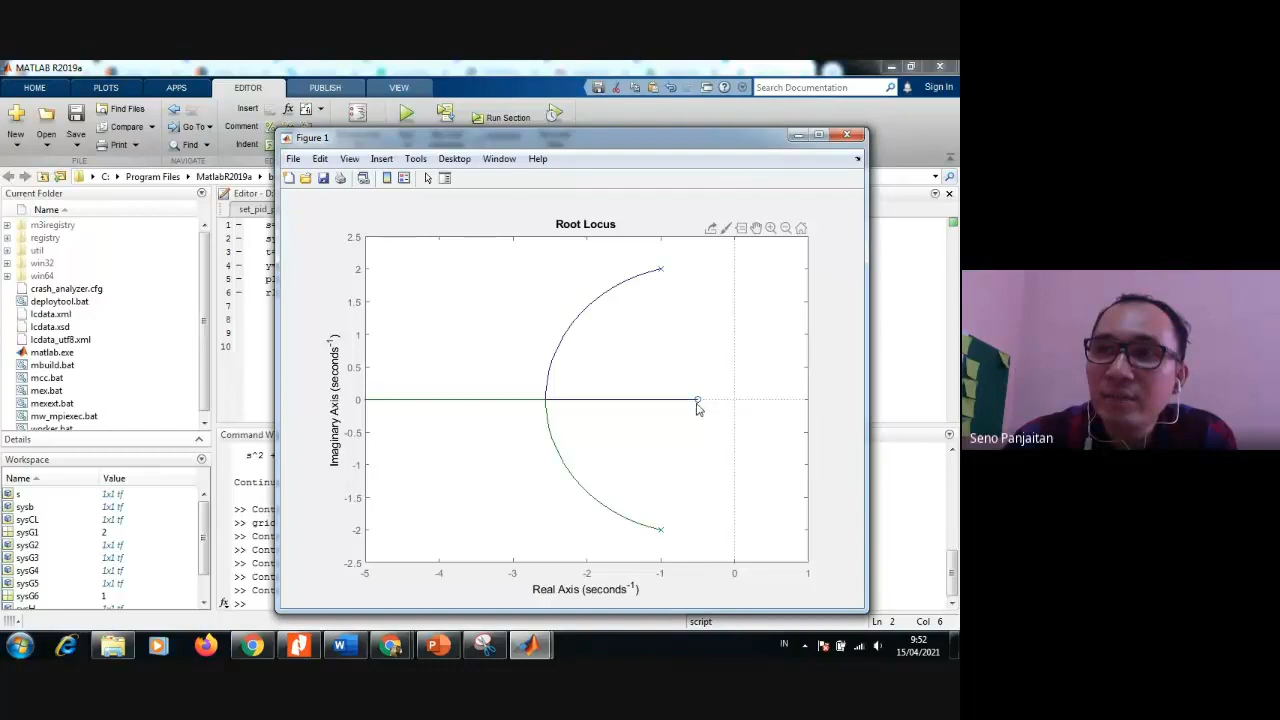 MATLAB R2019a
HOME PLOTS APPS EDITOR PUBLISH VIEW Search Documentation Sign In
New Open Save Find Files Compare Print Go To Find Insert fx Comment Indent Run Section
FILE NAVIGATE
C: Program Files MatlabR2019a
Current Folder
Name
m3iregistry
registry
util
win32
win64
crash_analyzer.cfg
deploytool.bat
lcdata.xml
lcdata.xsd
lcdata_utf8.xml
matlab.exe
mbuild.bat
mcc.bat
mex.bat
mexext.bat
mw_mpiexec.bat
worker.bat
Details
Workspace
Name Value
s 1x1 tf
sysb 1x1 tf
sysCL 1x1 tf
sysG1 2
sysG2 1x1 tf
sysG3 1x1 tf
sysG4 1x1 tf
sysG5 1x1 tf
sysG6 1
sysH 1x1 tf
1
2
3
4
5
6
7
8
9
10
s^2 +
>> grid
>>
Figure 1
File Edit View Insert Tools Desktop Window Help
Root Locus
2.5
2
1.5
1
0.5
0
-0.5
-1
-1.5
-2
-2.5
Imaginary Axis (seconds⁻¹)
-5 -4 -3 -2 -1 0 1
Real Axis (seconds⁻¹)
script Ln 2 Col 6
IN 9:52
15/04/2021
Seno Panjaitan